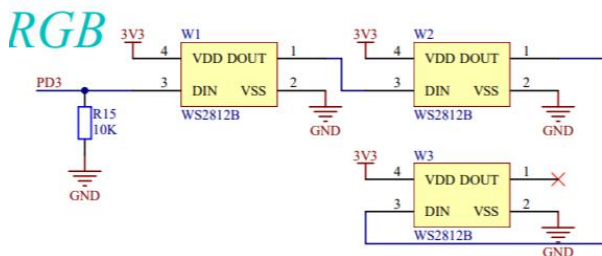 RGB
3V3 W1 3V3 W2
4 VDD DOUT 1 4 VDD DOUT 1
PD3 3 DIN VSS 2 3 DIN VSS 2
R15 WS2812B WS2812B
10K GND GND
3V3 W3
4 VDD DOUT 1
GND 3 DIN VSS 2
WS2812B
GND